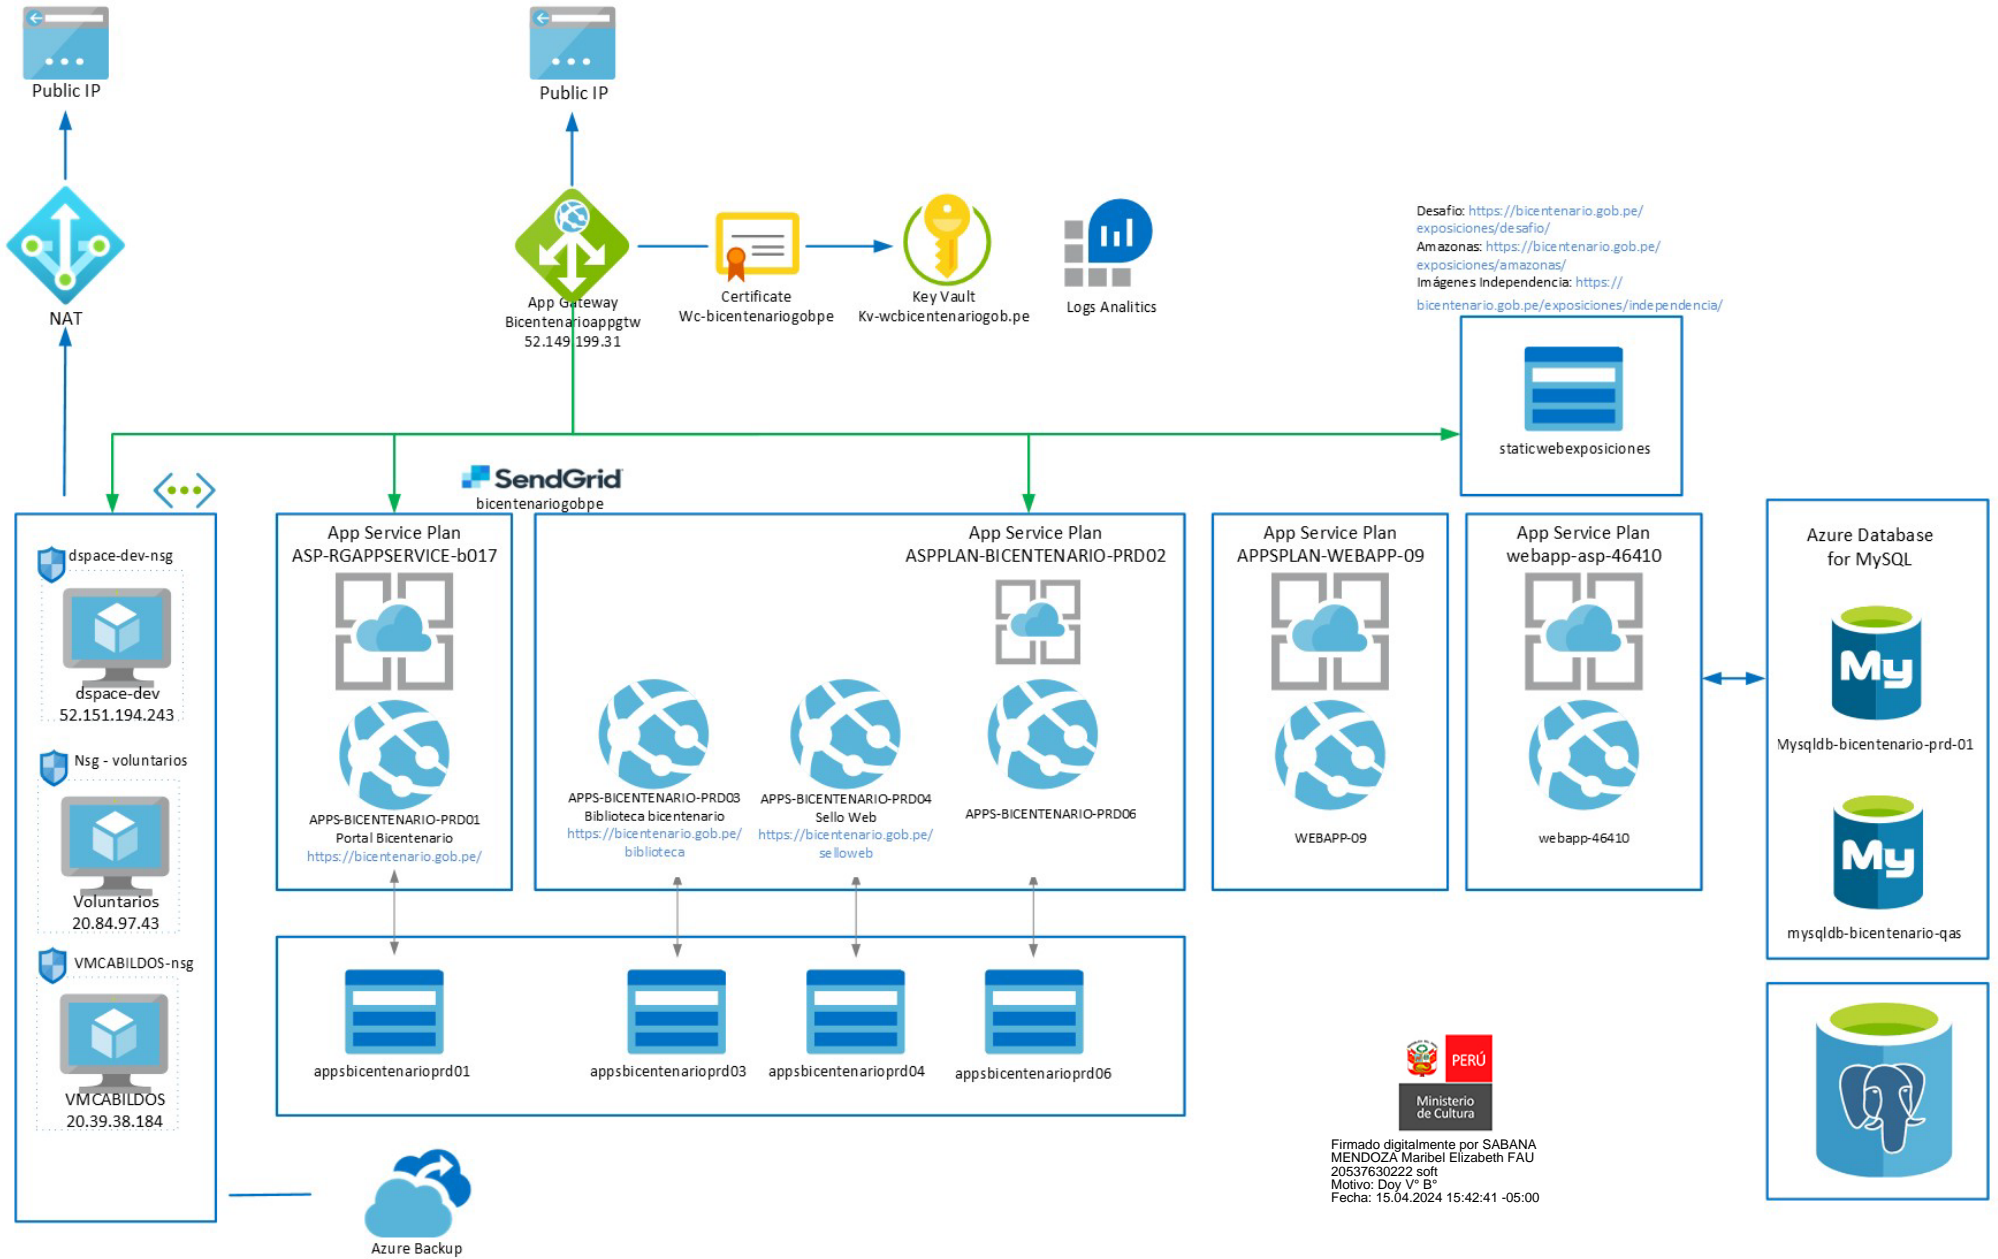 Public IP
Public IP
NAT
App Gateway
Bicentenarioappgtw
52.149.199.31
Certificate
Wc-bicentenariogobpe
Key Vault
Kv-wcbicentenariogob.pe
Logs Analitics
Desafio: https://bicentenario.gob.pe/
exposiciones/desafio/
Amazonas: https://bicentenario.gob.pe/
exposiciones/amazonas/
Imágenes Independencia: https://
bicentenario.gob.pe/exposiciones/independencia/
staticwebexposiciones
SendGrid
bicentenariogobpe
dspace-dev-nsg
dspace-dev
52.151.194.243
Nsg - voluntarios
Voluntarios
20.84.97.43
VMCABILDOS-nsg
VMCABILDOS
20.39.38.184
App Service Plan
ASP-RGAPPSERVICE-b017
APPS-BICENTENARIO-PRD01
Portal Bicentenario
https://bicentenario.gob.pe/
App Service Plan
ASPPLAN-BICENTENARIO-PRD02
APPS-BICENTENARIO-PRD03
Biblioteca bicentenario
https://bicentenario.gob.pe/
biblioteca
APPS-BICENTENARIO-PRD04
Sello Web
https://bicentenario.gob.pe/
selloweb
APPS-BICENTENARIO-PRD06
App Service Plan
APPSPLAN-WEBAPP-09
WEBAPP-09
App Service Plan
webapp-asp-46410
webapp-46410
Azure Database
for MySQL
My
Mysqldb-bicentenario-prd-01
My
mysqldb-bicentenario-qas
appsbicentenarioprd01
appsbicentenarioprd03
appsbicentenarioprd04
appsbicentenarioprd06
Azure Backup
PERÚ
Ministerio
de Cultura
Firmado digitalmente por SABANA
MENDOZA Maribel Elizabeth FAU
20537630222 soft
Motivo: Doy V° B°
Fecha: 15.04.2024 15:42:41 -05:00